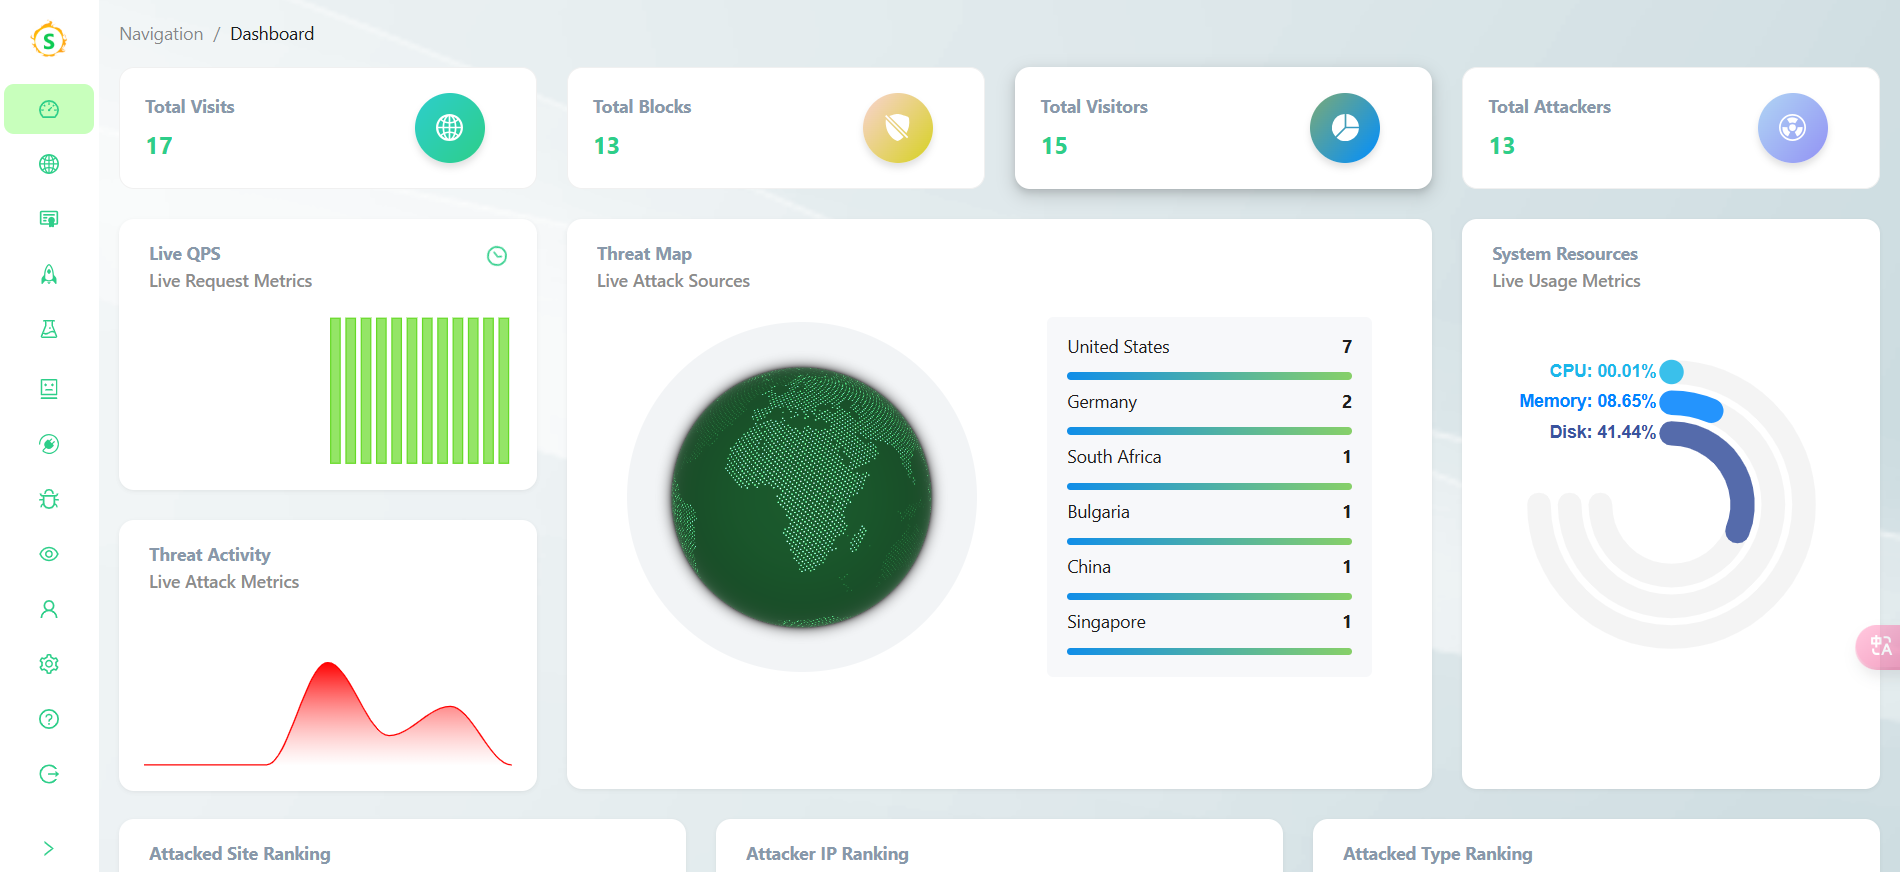 S
Navigation / Dashboard
Total Visits
17
Total Blocks
13
Total Visitors
15
Total Attackers
13
Live QPS
Live Request Metrics
Threat Map
Live Attack Sources
United States 7
Germany 2
South Africa 1
Bulgaria 1
China 1
Singapore 1
System Resources
Live Usage Metrics
CPU: 00.01%
Memory: 08.65%
Disk: 41.44%
Threat Activity
Live Attack Metrics
中
A
Attacked Site Ranking
Attacker IP Ranking
Attacked Type Ranking